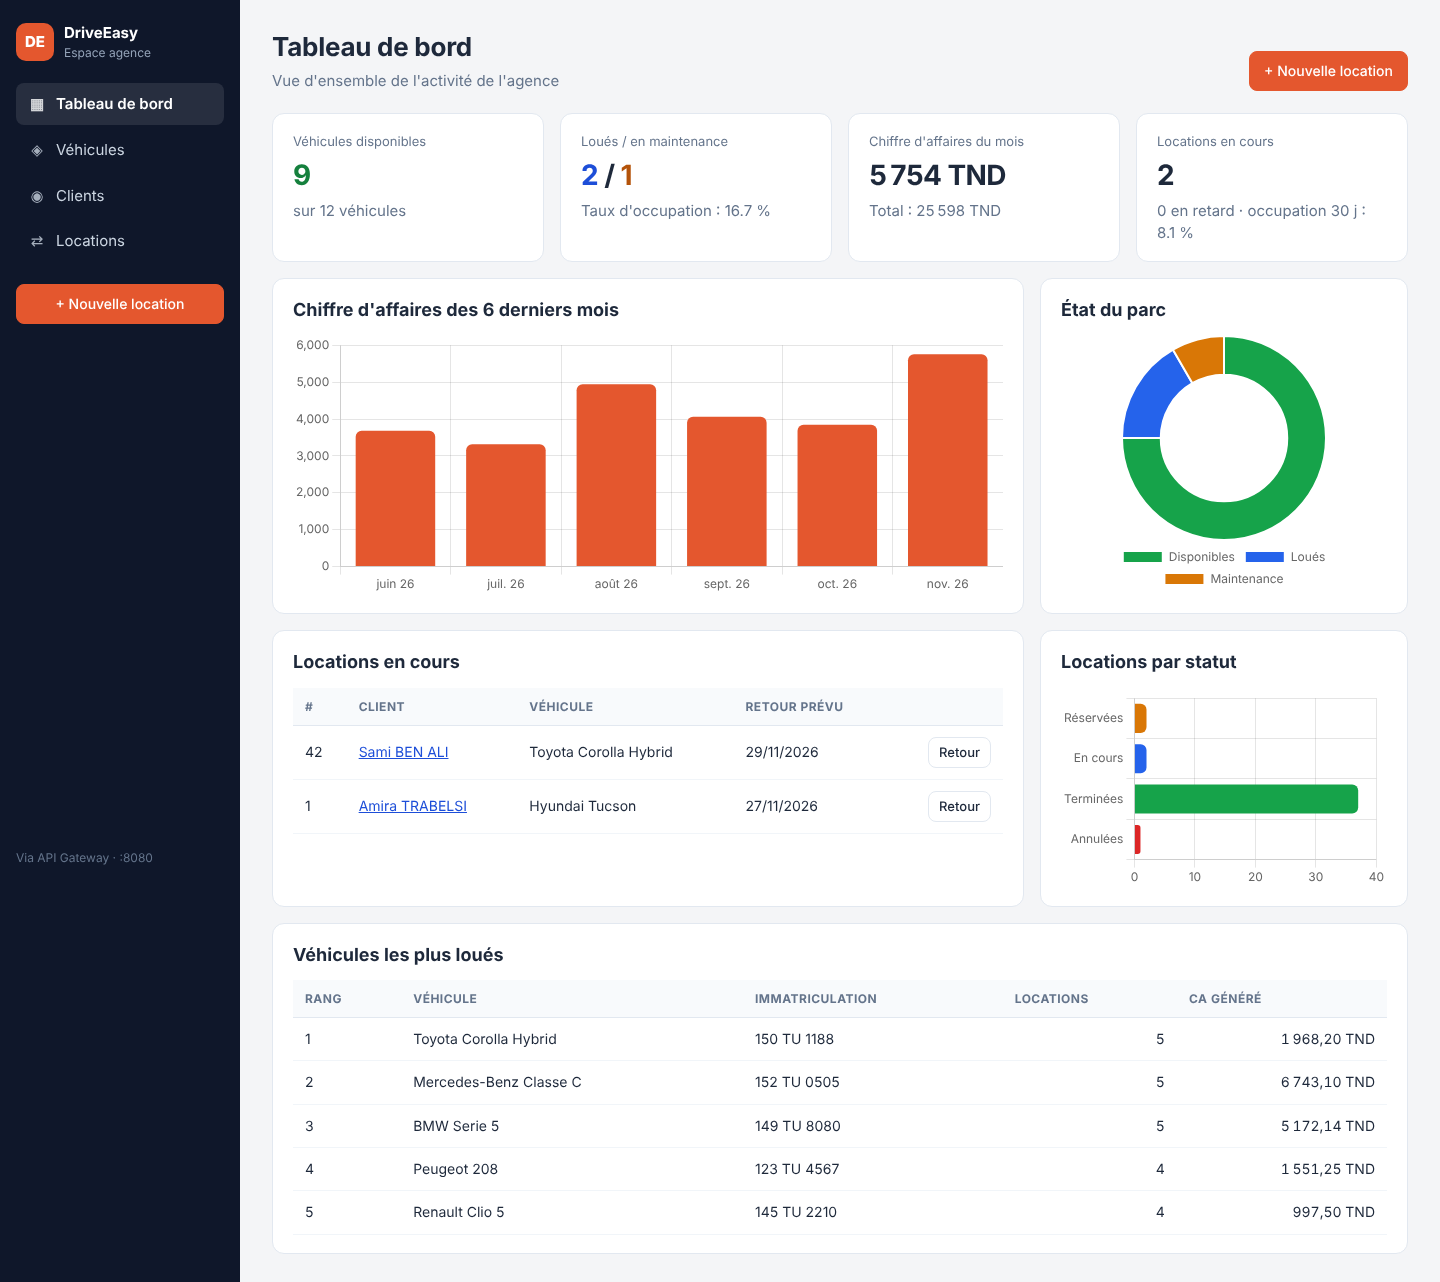 DE
DriveEasy
Espace agence
Tableau de bord
Véhicules
Clients
Locations
+ Nouvelle location
Via API Gateway · :8080
Tableau de bord
Vue d'ensemble de l'activité de l'agence
+ Nouvelle location
Véhicules disponibles
9
sur 12 véhicules
Loués / en maintenance
2 / 1
Taux d'occupation : 16.7 %
Chiffre d'affaires du mois
5 754 TND
Total : 25 598 TND
Locations en cours
2
0 en retard · occupation 30 j :
8.1 %
Chiffre d'affaires des 6 derniers mois
6,000
5,000
4,000
3,000
2,000
1,000
0
juin 26 juil. 26 août 26 sept. 26 oct. 26 nov. 26
État du parc
Disponibles Loués
Maintenance
Locations en cours
# CLIENT VÉHICULE RETOUR PRÉVU
42 Sami BEN ALI Toyota Corolla Hybrid 29/11/2026 Retour
1 Amira TRABELSI Hyundai Tucson 27/11/2026 Retour
Locations par statut
Réservées
En cours
Terminées
Annulées
0 10 20 30 40
Véhicules les plus loués
RANG VÉHICULE IMMATRICULATION LOCATIONS CA GÉNÉRÉ
1 Toyota Corolla Hybrid 150 TU 1188 5 1 968,20 TND
2 Mercedes-Benz Classe C 152 TU 0505 5 6 743,10 TND
3 BMW Serie 5 149 TU 8080 5 5 172,14 TND
4 Peugeot 208 123 TU 4567 4 1 551,25 TND
5 Renault Clio 5 145 TU 2210 4 997,50 TND